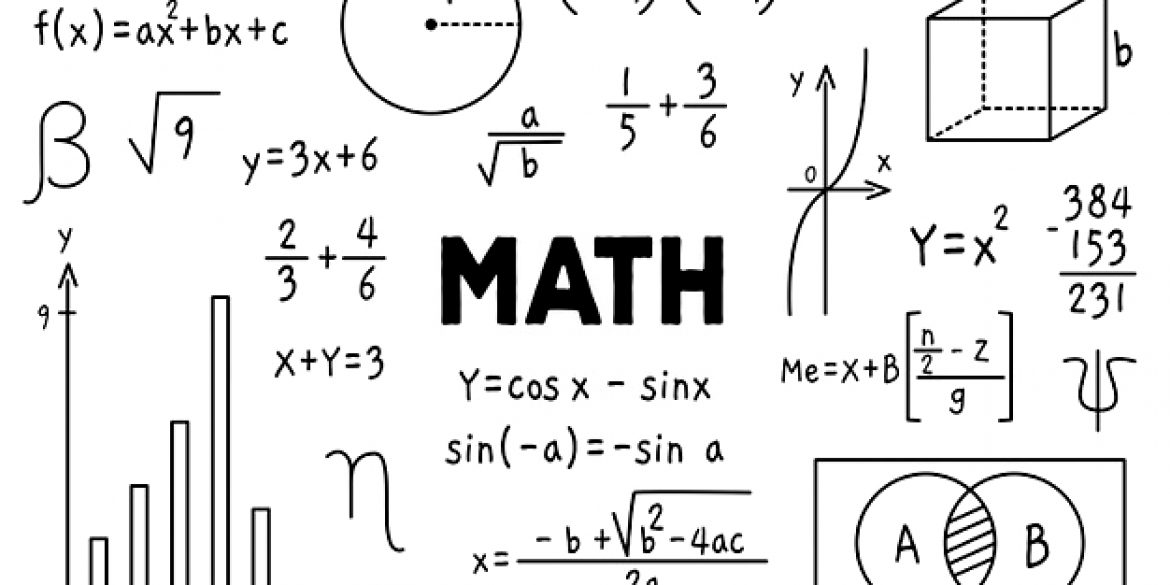 f(x)=ax²+bx+c
b
β
√9
y=3x+6
a
√b
1/5 + 3/6
y
0
x
Y=x²
384
-153
231
y
9
2/3 + 4/6
MATH
X+Y=3
Y=cos x - sinx
sin(-a)=-sin a
Me=X+B[(n/2 - z)/g]
ψ
η
x= (-b+√b²-4ac)/2a
A
B